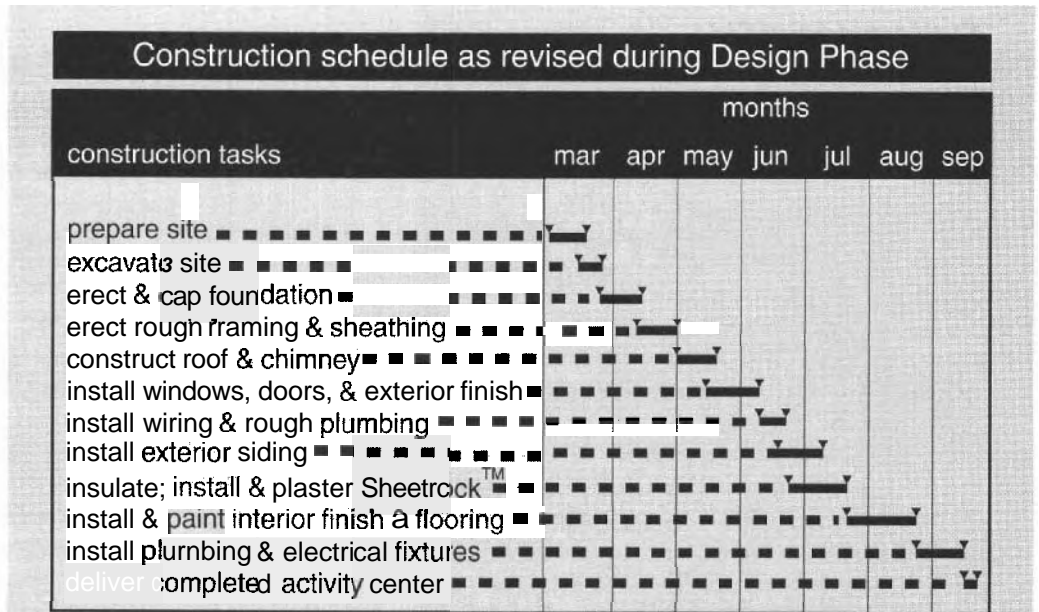 Construction schedule as revised during Design Phase
months
construction tasks mar apr may jun jul aug sep
prepare site
excavate site
erect & cap foundation
erect rough framing & sheathing
construct roof & chimney
install windows, doors, & exterior finish
install wiring & rough plumbing
install exterior siding
insulate; install & plaster Sheetrock™
install & paint interior finish a flooring
install plurnbing & electrical fixtures
deliver completed activity center